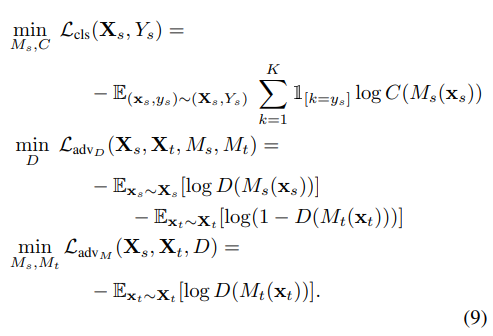 min_{M_s, C} ℒ_cls(𝐗_s, Y_s) =
− 𝔼_{(𝐱_s, y_s)∼(𝐗_s, Y_s)} ∑_{k=1}^{K} 𝟙_{[k=y_s]} log C(M_s(𝐱_s))
min_{D} ℒ_{adv_D}(𝐗_s, 𝐗_t, M_s, M_t) =
− 𝔼_{𝐱_s∼𝐗_s}[log D(M_s(𝐱_s))]
− 𝔼_{𝐱_t∼𝐗_t}[log(1 − D(M_t(𝐱_t)))]
min_{M_s, M_t} ℒ_{adv_M}(𝐗_s, 𝐗_t, D) =
− 𝔼_{𝐱_t∼𝐗_t}[log D(M_t(𝐱_t))].
(9)